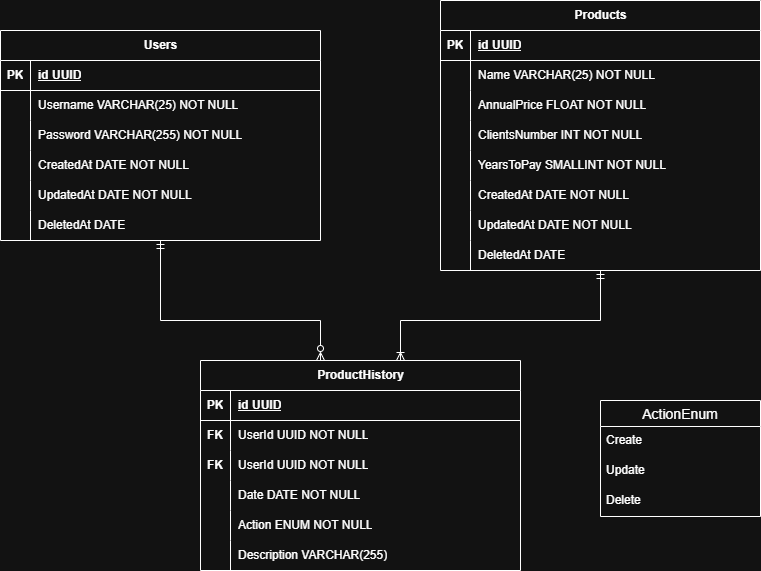 Users
PK id UUID
Username VARCHAR(25) NOT NULL
Password VARCHAR(255) NOT NULL
CreatedAt DATE NOT NULL
UpdatedAt DATE NOT NULL
DeletedAt DATE
Products
PK id UUID
Name VARCHAR(25) NOT NULL
AnnualPrice FLOAT NOT NULL
ClientsNumber INT NOT NULL
YearsToPay SMALLINT NOT NULL
CreatedAt DATE NOT NULL
UpdatedAt DATE NOT NULL
DeletedAt DATE
ProductHistory
PK id UUID
FK UserId UUID NOT NULL
FK UserId UUID NOT NULL
Date DATE NOT NULL
Action ENUM NOT NULL
Description VARCHAR(255)
ActionEnum
Create
Update
Delete